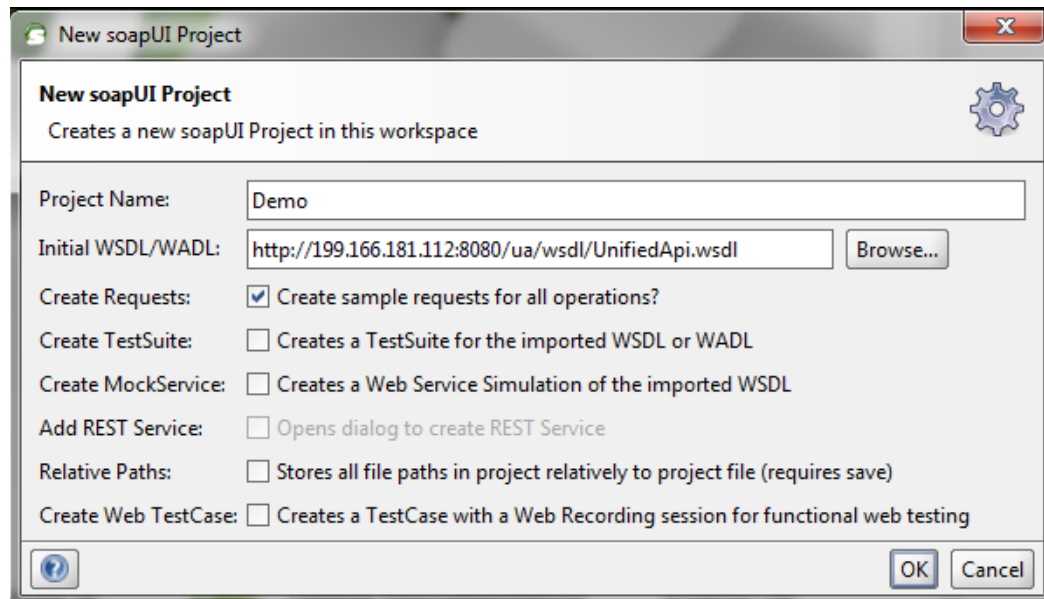 New soapUI Project
New soapUI Project
Creates a new soapUI Project in this workspace
Project Name: Demo
Initial WSDL/WADL: http://199.166.181.112:8080/ua/wsdl/UnifiedApi.wsdl Browse...
Create Requests: Create sample requests for all operations?
Create TestSuite: Creates a TestSuite for the imported WSDL or WADL
Create MockService: Creates a Web Service Simulation of the imported WSDL
Add REST Service: Opens dialog to create REST Service
Relative Paths: Stores all file paths in project relatively to project file (requires save)
Create Web TestCase: Creates a TestCase with a Web Recording session for functional web testing
OK Cancel